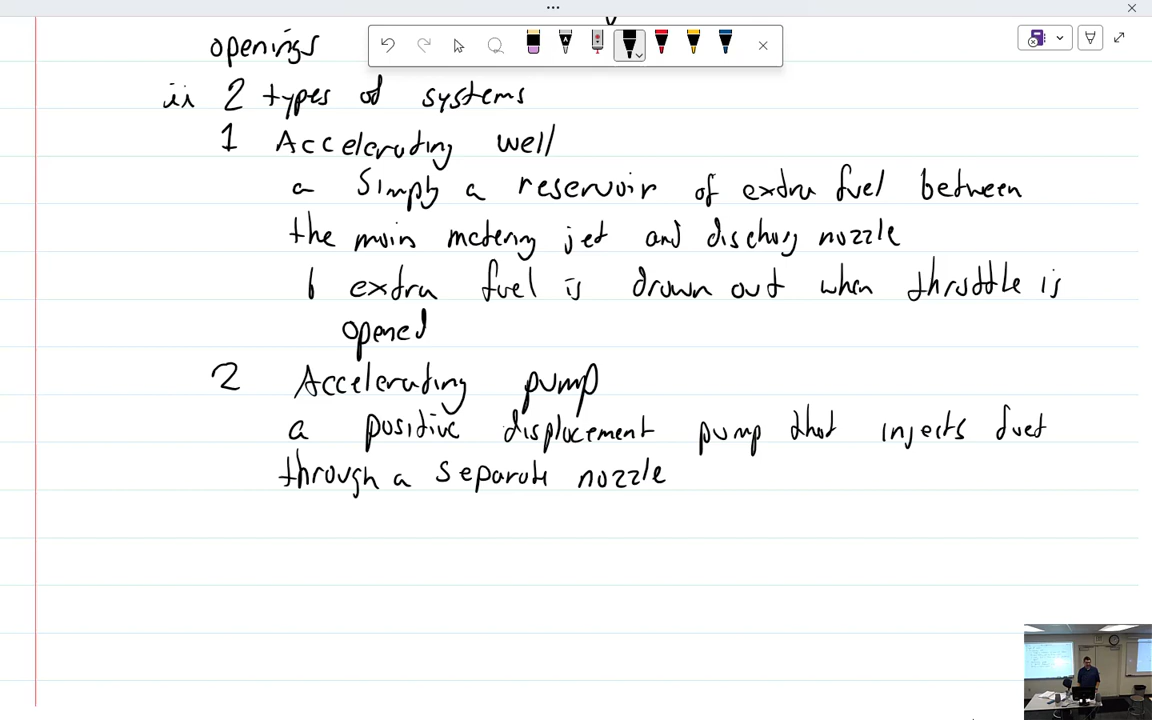 openings
ii 2 types of systems
1 Accelerating well
a Simply a reservoir of extra fuel between
the main metering jet and discharg nozzle
b extra fuel is drawn out when throttle is
opened
2 Accelerating pump
a positive displacement pump that injects fuel
through a separate nozzle